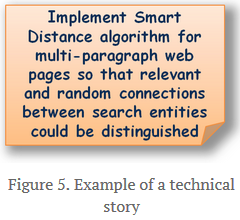 Implement Smart
Distance algorithm for
multi-paragraph web
pages so that relevant
and random connections
between search entities
could be distinguished
Figure 5. Example of a technical
story